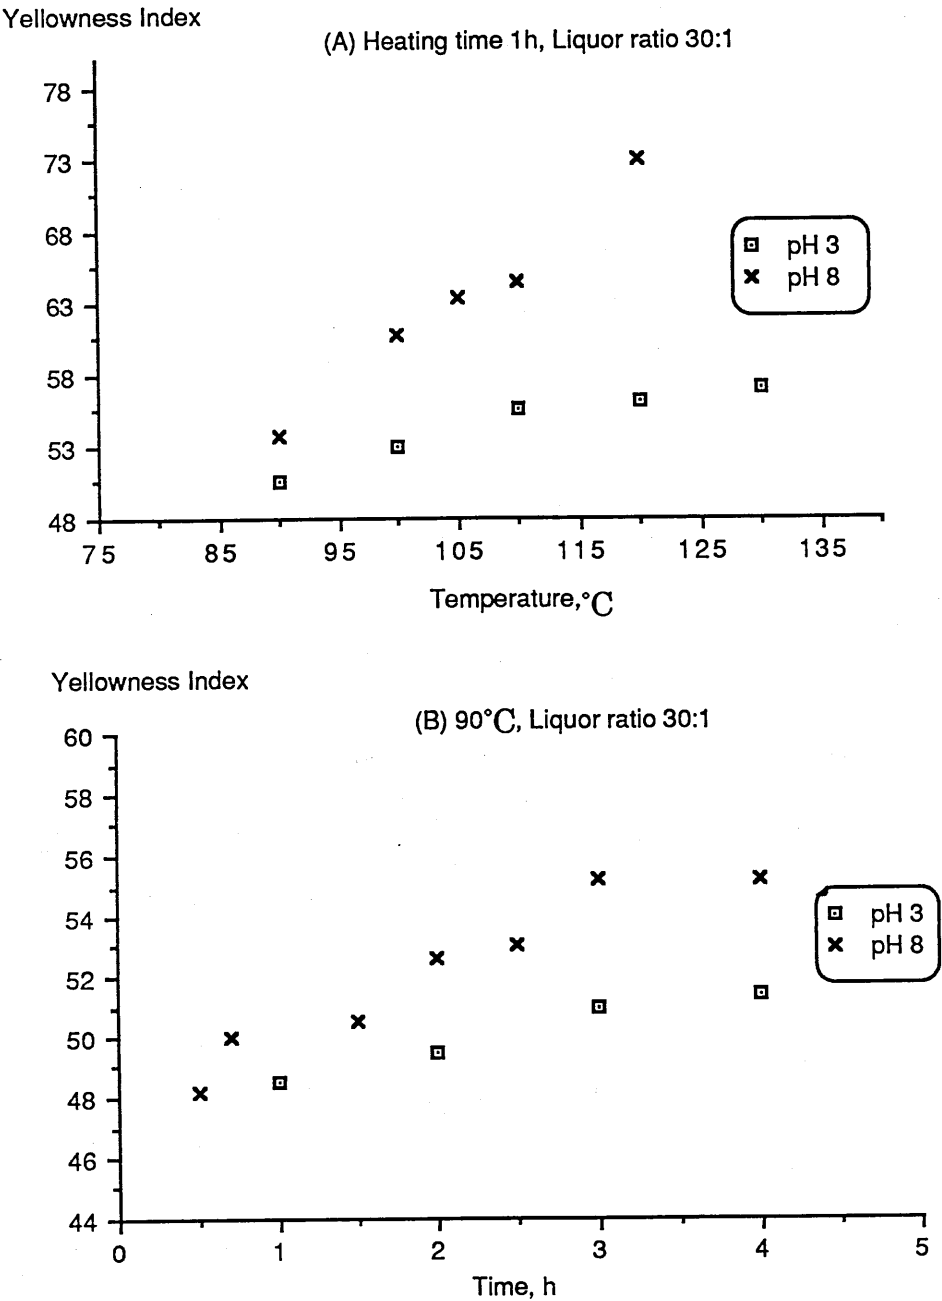 Yellowness Index
(A) Heating time 1h, Liquor ratio 30:1
78
73
68
63
58
53
48
pH 3
pH 8
75 85 95 105 115 125 135
Temperature,°C
Yellowness Index
(B) 90°C, Liquor ratio 30:1
60
58
56
54
52
50
48
46
44
pH 3
pH 8
0 1 2 3 4 5
Time, h